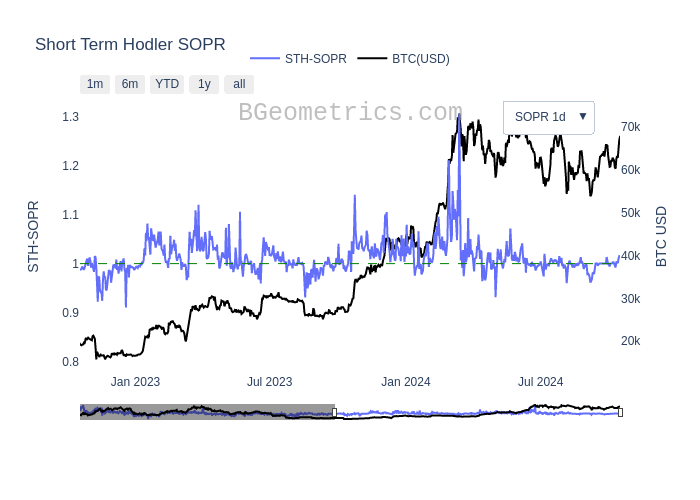 Short Term Hodler SOPR
STH-SOPR
BTC(USD)
1m
6m
YTD
1y
all
BGeometrics.com
SOPR 1d ▼
STH-SOPR
1.3
1.2
1.1
1
0.9
0.8
70k
60k
50k
40k
30k
20k
BTC USD
Jan 2023
Jul 2023
Jan 2024
Jul 2024